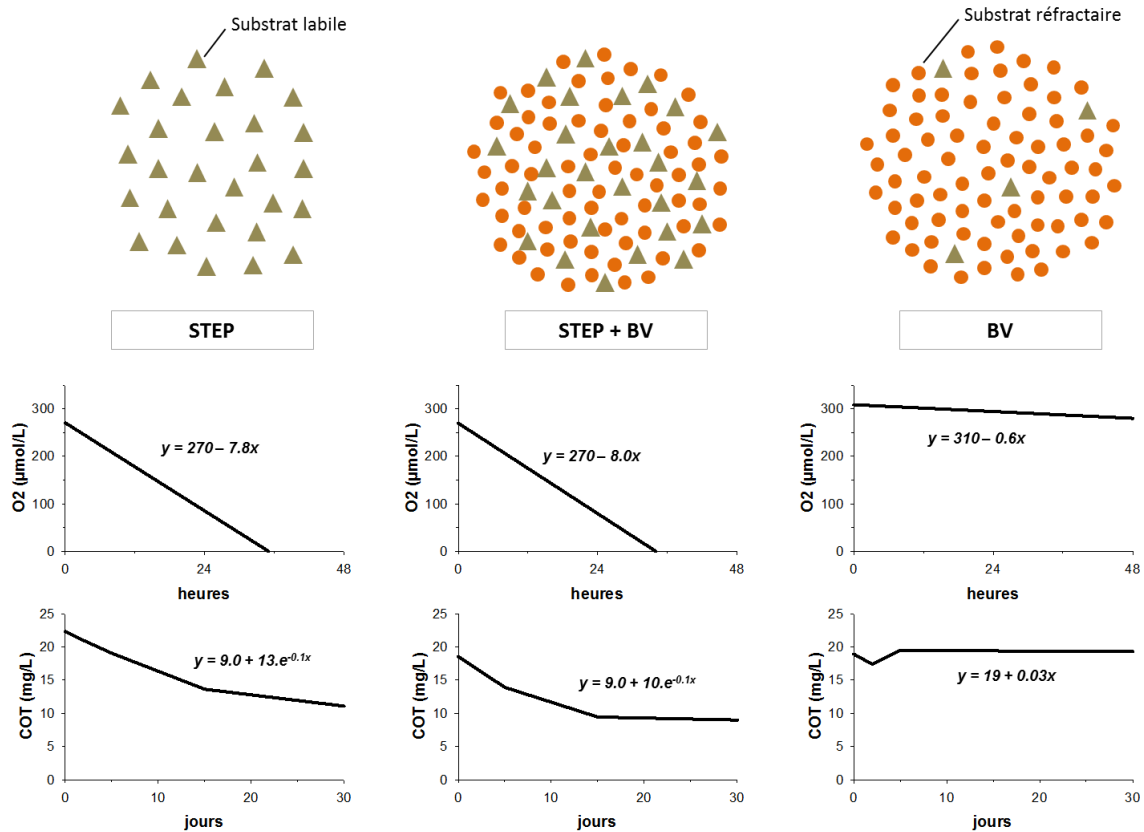 Substrat labile
Substrat réfractaire
STEP
STEP + BV
BV
O2 (µmol/L)
300
200
100
0
y = 270 – 7.8x
0 24 48
heures
O2 (µmol/L)
300
200
100
0
y = 270 – 8.0x
0 24 48
heures
O2 (µmol/L)
300
200
100
0
y = 310 – 0.6x
0 24 48
heures
COT (mg/L)
25
20
15
10
5
0
y = 9.0 + 13.e^-0.1x
0 10 20 30
jours
COT (mg/L)
25
20
15
10
5
0
y = 9.0 + 10.e^-0.1x
0 10 20 30
jours
COT (mg/L)
25
20
15
10
5
0
y = 19 + 0.03x
0 10 20 30
jours